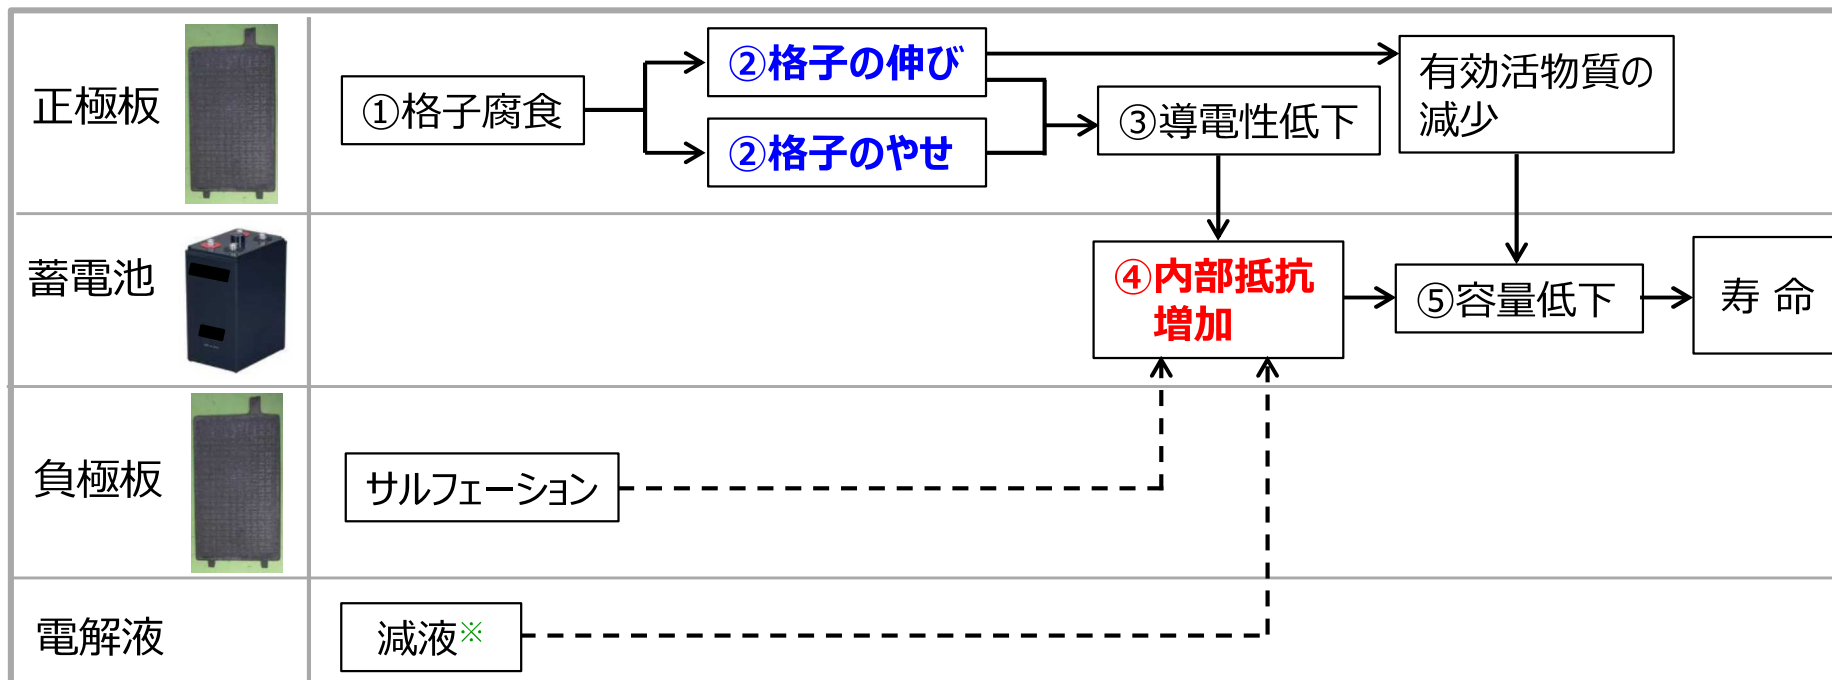 正極板
①格子腐食
②格子の伸び
②格子のやせ
③導電性低下
有効活物質の
減少
蓄電池
④内部抵抗
増加
⑤容量低下
寿 命
負極板
サルフェーション
電解液
減液※